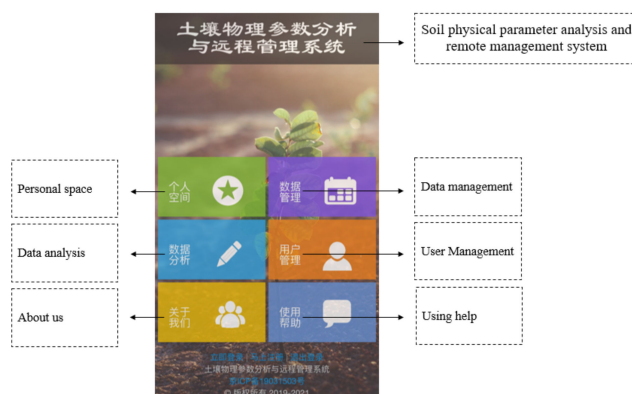 土壤物理参数分析
与远程管理系统
Soil physical parameter analysis and
remote management system
个人
空间
数据
管理
Personal space
Data management
数据
分析
用户
管理
Data analysis
User Management
关于
我们
使用
帮助
About us
Using help
土壤物理参数分析与远程管理系统
2019-2021